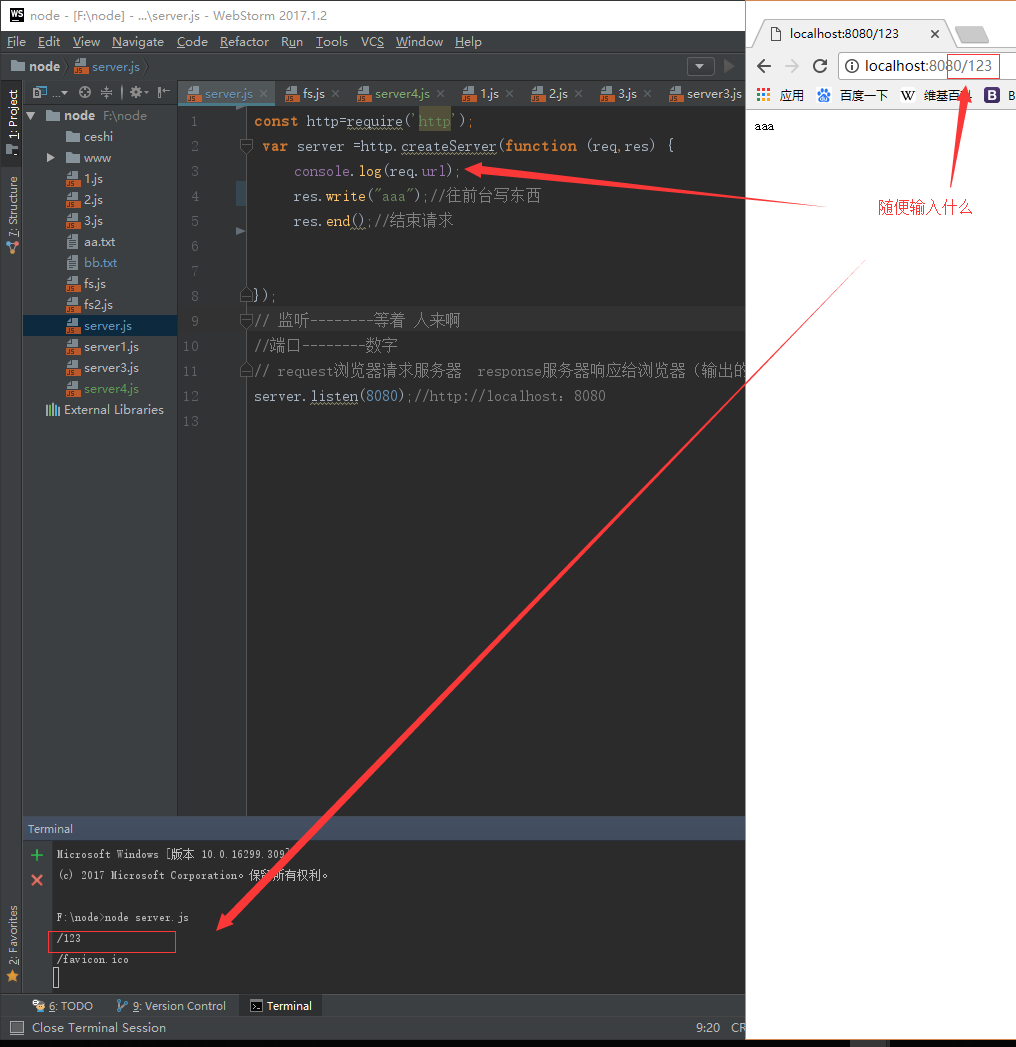 WS node - [F:\node] - ...\server.js - WebStorm 2017.1.2
File Edit View Navigate Code Refactor Run Tools VCS Window Help
node server.js
1: Project
7: Structure
2: Favorites
...
node F:\node
ceshi
www
1.js
2.js
3.js
aa.txt
bb.txt
fs.js
fs2.js
server.js
server1.js
server3.js
server4.js
External Libraries
server.js fs.js server4.js 1.js 2.js 3.js server3.js
1 const http=require('http');
2 var server =http.createServer(function (req,res) {
3 console.log(req.url);
4 res.write("aaa");//往前台写东西
5 res.end();//结束请求
6
7
8 });
9 // 监听--------等着 人来啊
10 //端口--------数字
11 // request浏览器请求服务器 response服务器响应给浏览器（输出的
12 server.listen(8080);//http://localhost：8080
13
Terminal
Microsoft Windows [版本 10.0.16299.309]
(c) 2017 Microsoft Corporation。保留所有权利。
F:\node>node server.js
/123
/favicon.ico
6: TODO 9: Version Control Terminal
Close Terminal Session 9:20 CR
localhost:8080/123
localhost:8080/123
应用 百度一下 W 维基百科 B B
aaa
随便输入什么